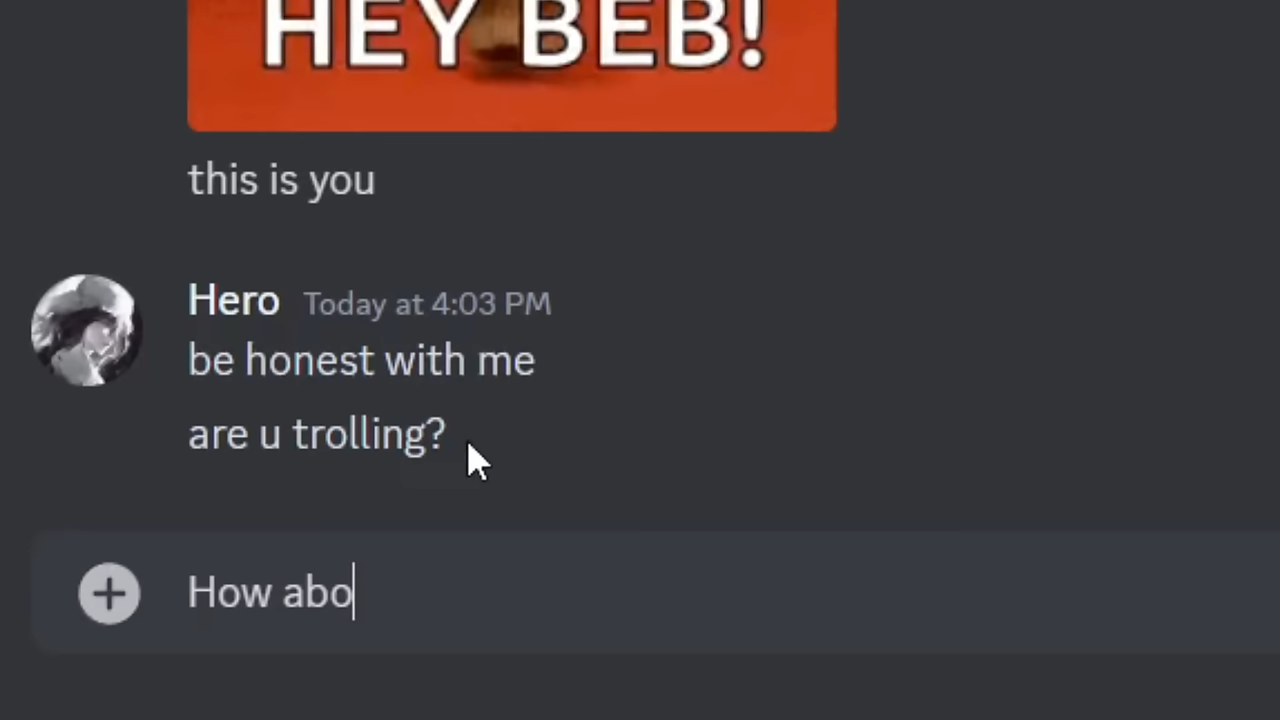 HEY BEB!
this is you
Hero Today at 4:03 PM
be honest with me
are u trolling?
How abo